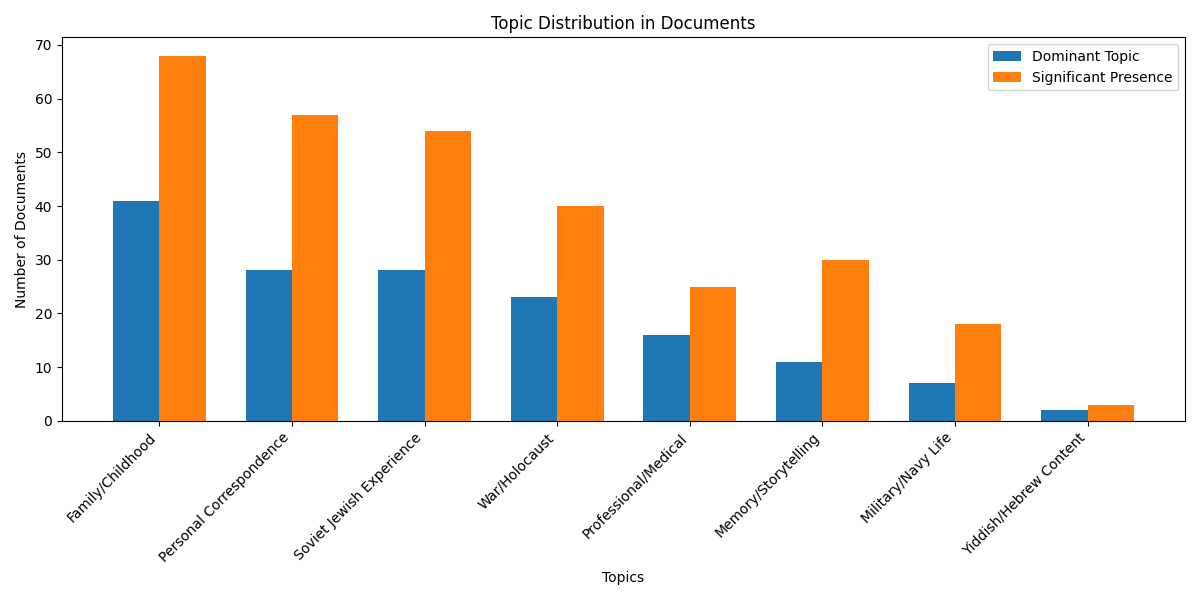 Topic Distribution in Documents
Dominant Topic
Significant Presence
Number of Documents
70
60
50
40
30
20
10
0
Family/Childhood
Personal Correspondence
Soviet Jewish Experience
War/Holocaust
Professional/Medical
Memory/Storytelling
Military/Navy Life
Yiddish/Hebrew Content
Topics